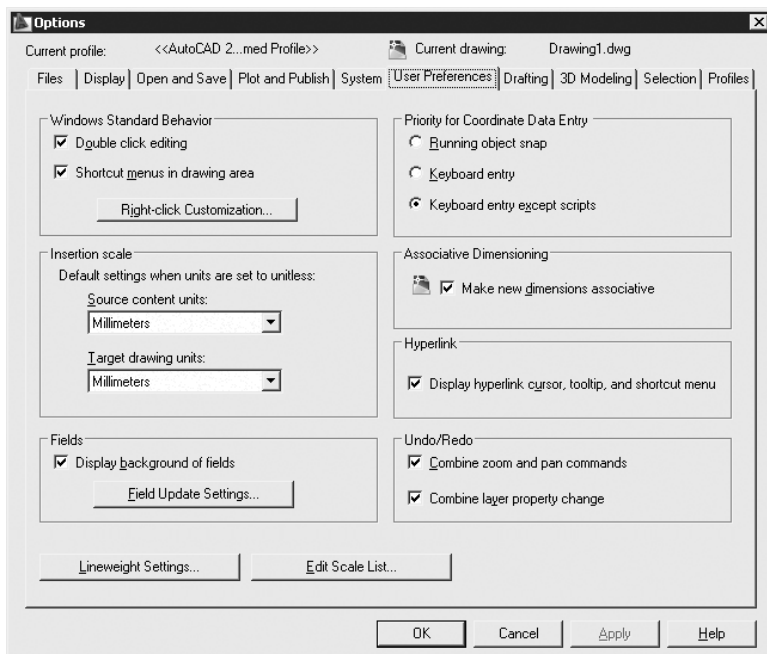 Options
Current profile: <<AutoCAD 2...med Profile>> Current drawing: Drawing1.dwg
Files Display Open and Save Plot and Publish System User Preferences Drafting 3D Modeling Selection Profiles
Windows Standard Behavior
Double click editing
Shortcut menus in drawing area
Right-click Customization...
Insertion scale
Default settings when units are set to unitless:
Source content units:
Millimeters
Target drawing units:
Millimeters
Fields
Display background of fields
Field Update Settings...
Priority for Coordinate Data Entry
Running object snap
Keyboard entry
Keyboard entry except scripts
Associative Dimensioning
Make new dimensions associative
Hyperlink
Display hyperlink cursor, tooltip, and shortcut menu
Undo/Redo
Combine zoom and pan commands
Combine layer property change
Lineweight Settings... Edit Scale List...
OK Cancel Apply Help